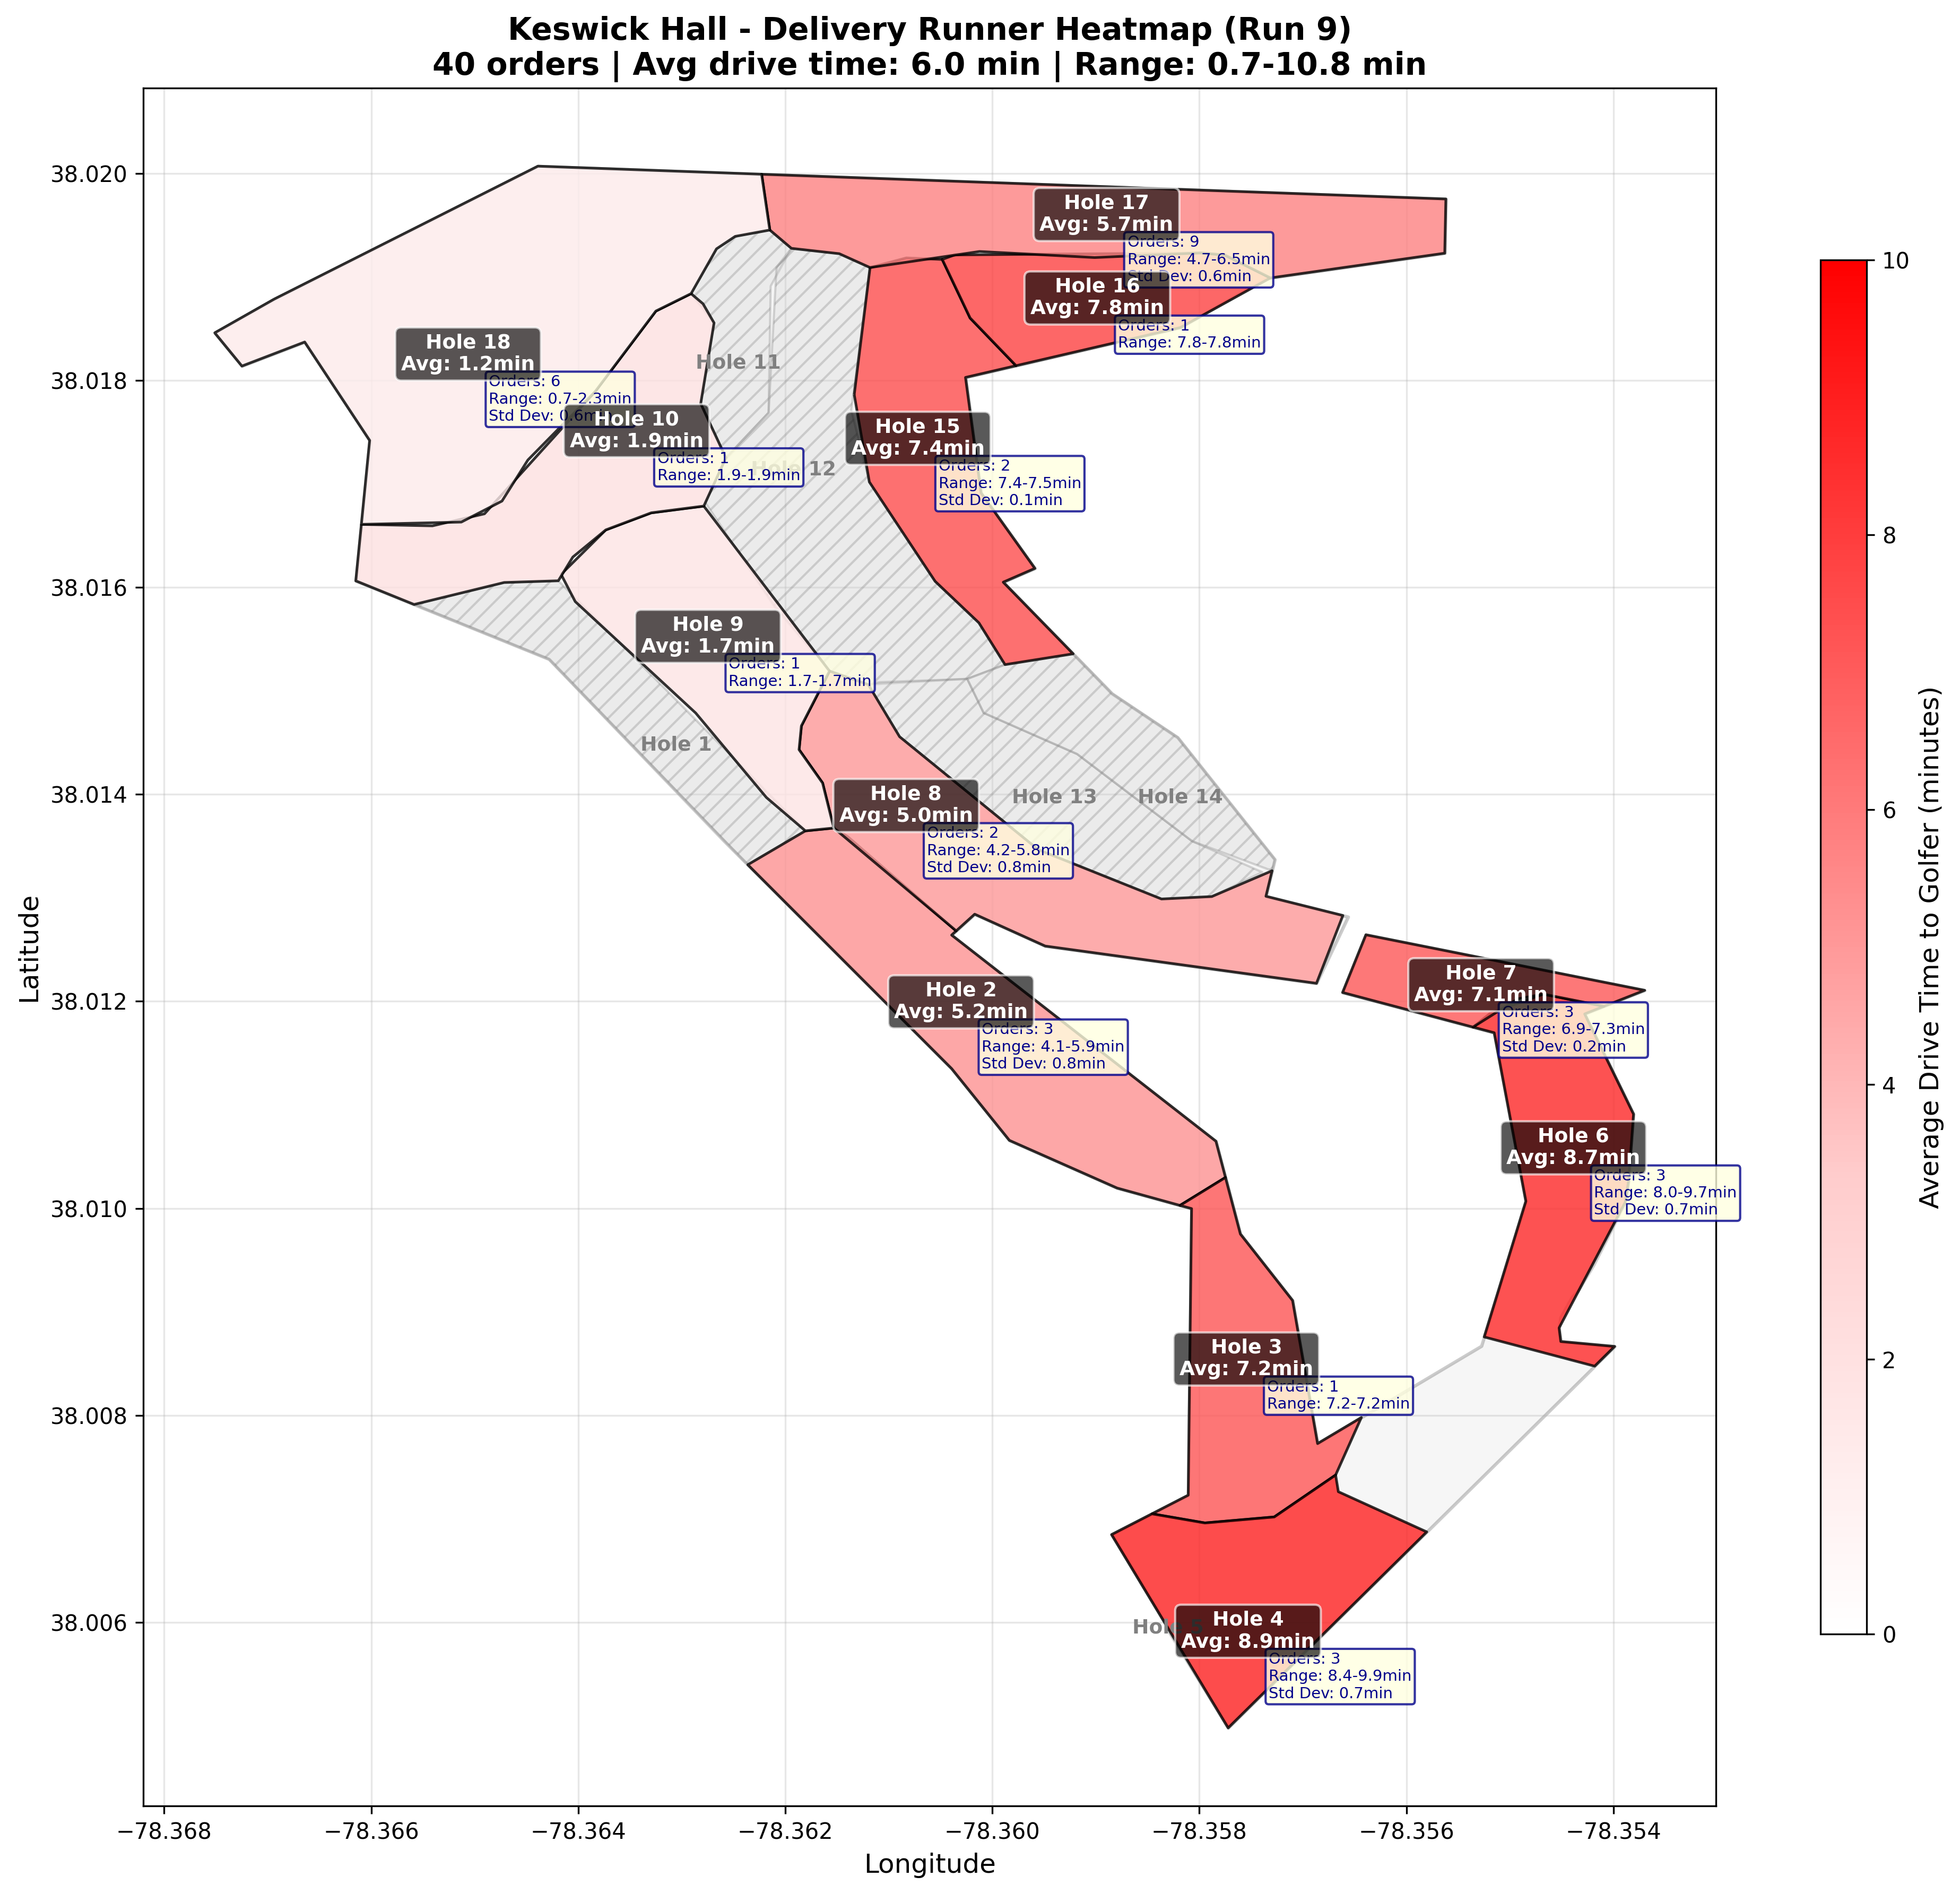 Keswick Hall - Delivery Runner Heatmap (Run 9)
40 orders | Avg drive time: 6.0 min | Range: 0.7-10.8 min
Latitude
38.020
38.018
38.016
38.014
38.012
38.010
38.008
38.006
Hole 17
Avg: 5.7min
Orders: 9
Range: 4.7-6.5min
Std Dev: 0.6min
Hole 16
Avg: 7.8min
Orders: 1
Range: 7.8-7.8min
Hole 18
Avg: 1.2min
Orders: 6
Range: 0.7-2.3min
Std Dev: 0.6min
Hole 11
Hole 10
Avg: 1.9min
Orders: 1
Range: 1.9-1.9min
Hole 12
Hole 15
Avg: 7.4min
Orders: 2
Range: 7.4-7.5min
Std Dev: 0.1min
Hole 9
Avg: 1.7min
Orders: 1
Range: 1.7-1.7min
Hole 1
Hole 8
Avg: 5.0min
Orders: 2
Range: 4.2-5.8min
Std Dev: 0.8min
Hole 13
Hole 14
Hole 2
Avg: 5.2min
Orders: 3
Range: 4.1-5.9min
Std Dev: 0.8min
Hole 7
Avg: 7.1min
Orders: 3
Range: 6.9-7.3min
Std Dev: 0.2min
Hole 6
Avg: 8.7min
Orders: 3
Range: 8.0-9.7min
Std Dev: 0.7min
Hole 3
Avg: 7.2min
Orders: 1
Range: 7.2-7.2min
Hole 4
Avg: 8.9min
Orders: 3
Range: 8.4-9.9min
Std Dev: 0.7min
−78.368
−78.366
−78.364
−78.362
−78.360
−78.358
−78.356
−78.354
Longitude
10
8
6
4
2
0
Average Drive Time to Golfer (minutes)